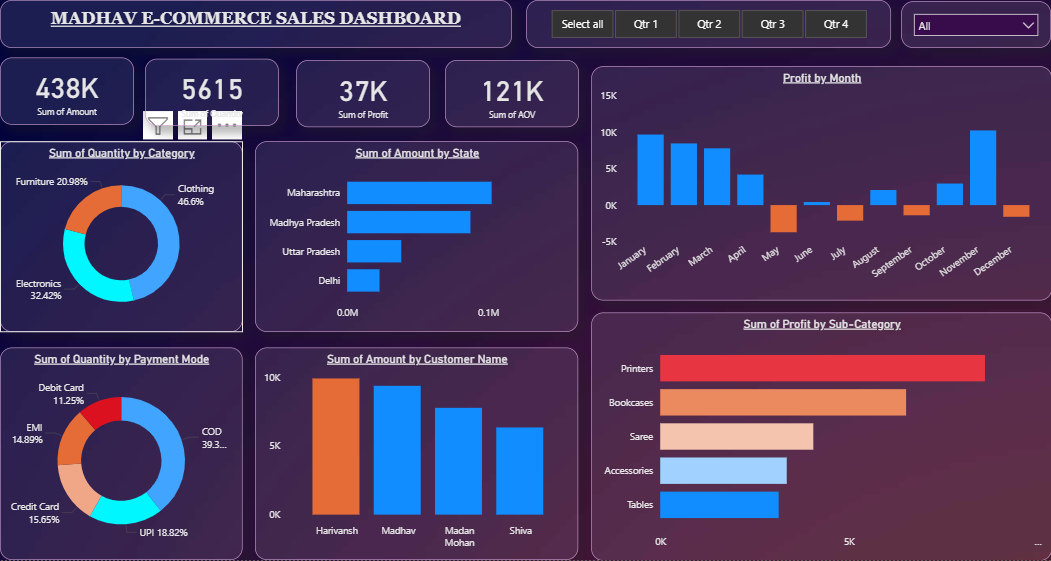 MADHAV E-COMMERCE SALES DASHBOARD
Select all
Qtr 1
Qtr 2
Qtr 3
Qtr 4
All
438K
Sum of Amount
5615
37K
Sum of Profit
121K
Sum of AOV
Sum of Quantity by Category
Furniture 20.98%
Clothing
46.6%
Electronics
32.42%
Sum of Amount by State
Maharashtra
Madhya Pradesh
Uttar Pradesh
Delhi
0.0M
0.1M
Profit by Month
15K
10K
5K
0K
-5K
January
February
March
April
May
June
July
August
September
October
November
December
Sum of Quantity by Payment Mode
Debit Card
11.25%
EMI
14.89%
COD
39.3...
Credit Card
15.65%
UPI 18.82%
Sum of Amount by Customer Name
10K
5K
0K
Harivansh
Madhav
Madan
Mohan
Shiva
Sum of Profit by Sub-Category
Printers
Bookcases
Saree
Accessories
Tables
0K
5K
...